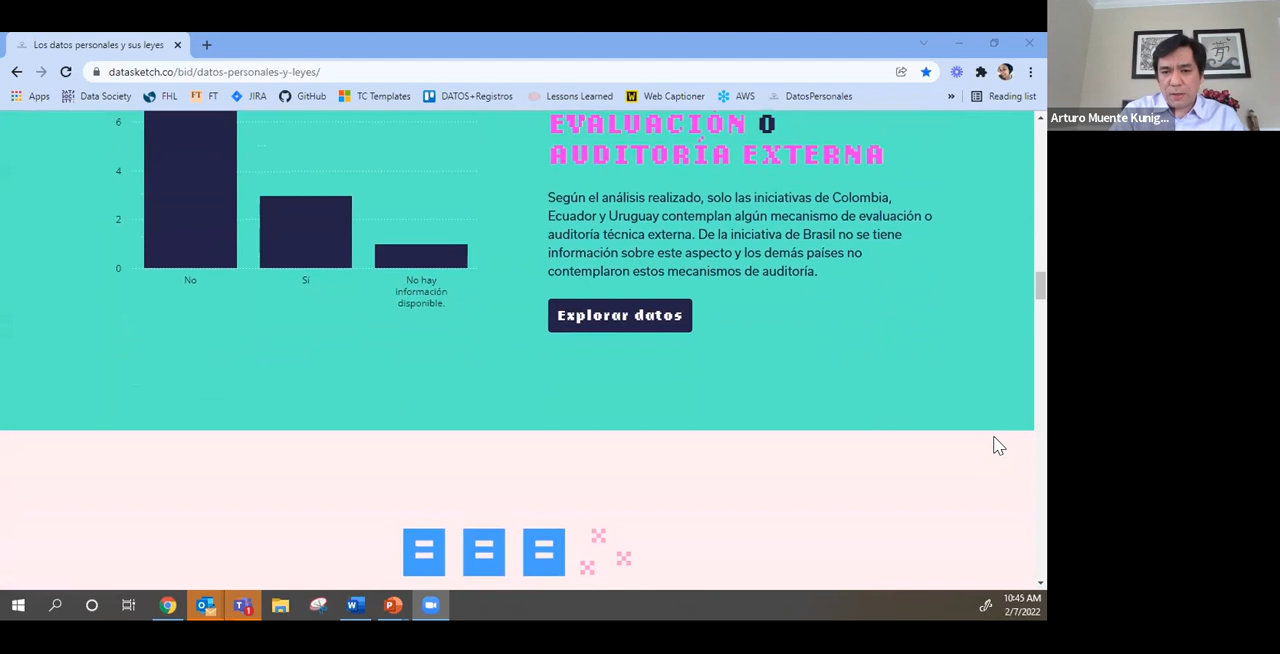 Los datos personales y sus leyes
datasketch.co/bid/datos-personales-y-leyes/
Apps Data Society FHL FT JIRA GitHub TC Templates DATOS+Registros Lessons Learned Web Captioner AWS DatosPersonales » Reading list
Arturo Muente Kunig...
6
4
2
0
No
Sí
No hay
información
disponible.
EVALUACIÓN O
AUDITORÍA EXTERNA
Según el análisis realizado, solo las iniciativas de Colombia,
Ecuador y Uruguay contemplan algún mecanismo de evaluación o
auditoría técnica externa. De la iniciativa de Brasil no se tiene
información sobre este aspecto y los demás países no
contemplaron estos mecanismos de auditoría.
Explorar datos
10:45 AM
2/7/2022